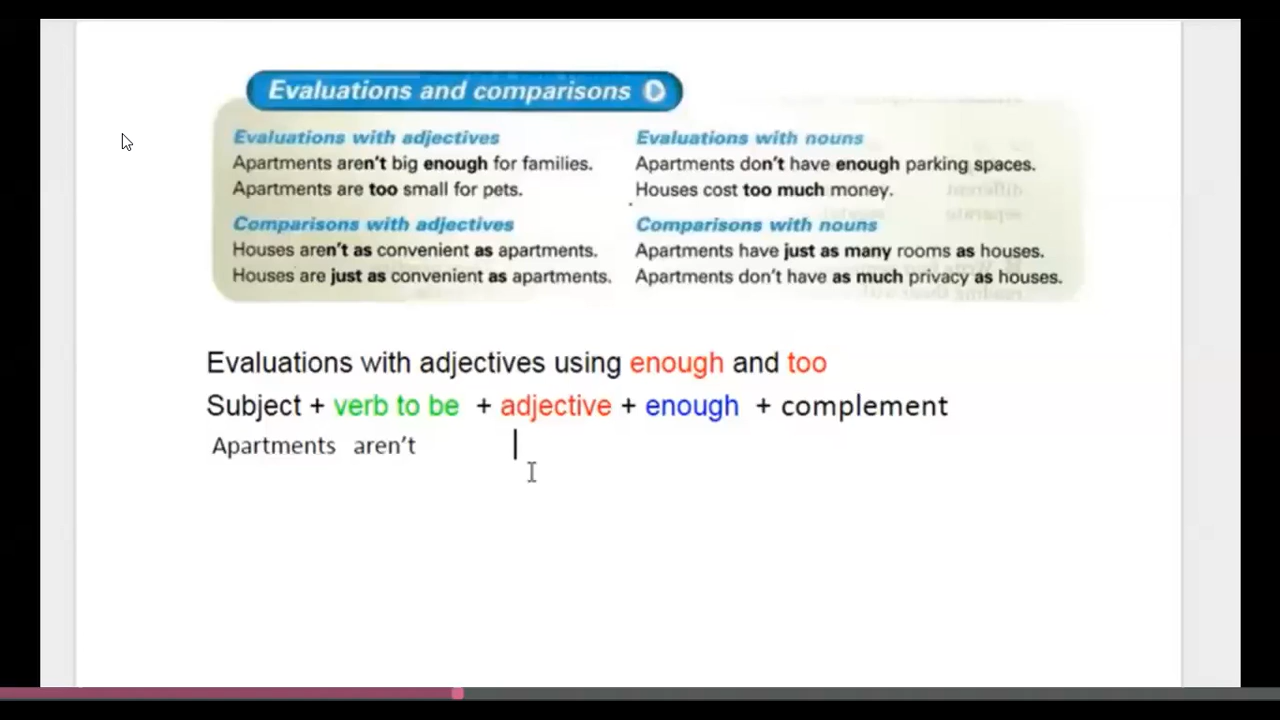 Evaluations and comparisons
Evaluations with adjectives
Apartments aren't big enough for families.
Apartments are too small for pets.
Comparisons with adjectives
Houses aren't as convenient as apartments.
Houses are just as convenient as apartments.
Evaluations with nouns
Apartments don't have enough parking spaces.
Houses cost too much money.
Comparisons with nouns
Apartments have just as many rooms as houses.
Apartments don't have as much privacy as houses.
Evaluations with adjectives using enough and too
Subject + verb to be + adjective + enough + complement
Apartments aren't